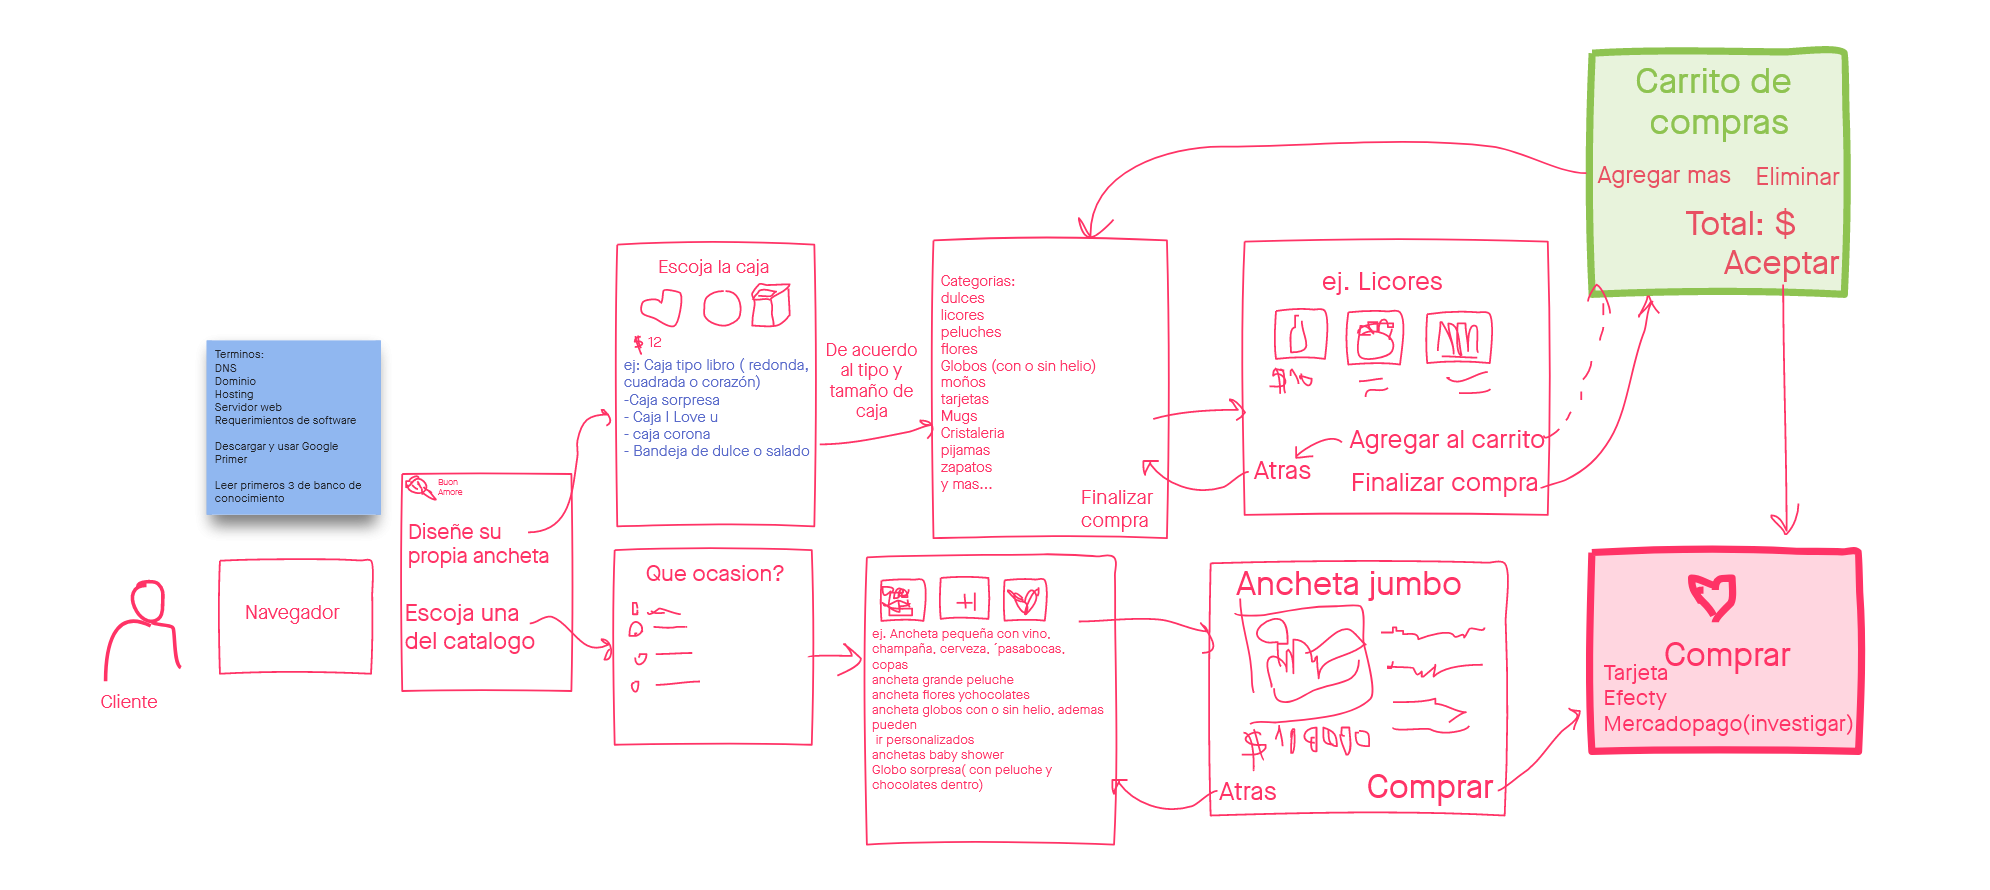 Terminos:
DNS
Dominio
Hosting
Servidor web
Requerimientos de software
Descargar y usar Google
Primer
Leer primeros 3 de banco de
conocimiento
Cliente
Navegador
Buon
Amore
Diseñe su
propia ancheta
Escoja una
del catalogo
Escoja la caja
$ 12
ej: Caja tipo libro ( redonda,
cuadrada o corazón)
-Caja sorpresa
- Caja I Love u
- caja corona
- Bandeja de dulce o salado
De acuerdo
al tipo y
tamaño de
caja
Categorias:
dulces
licores
peluches
flores
Globos (con o sin helio)
moños
tarjetas
Mugs
Cristaleria
pijamas
zapatos
y mas...
Finalizar
compra
ej. Licores
$10
Agregar al carrito
Atras
Finalizar compra
Carrito de
compras
Agregar mas
Eliminar
Total: $
Aceptar
Que ocasion?
ej. Ancheta pequeña con vino,
champaña, cerveza, ´pasabocas,
copas
ancheta grande peluche
ancheta flores ychocolates
ancheta globos con o sin helio, ademas
pueden
ir personalizados
anchetas baby shower
Globo sorpresa( con peluche y
chocolates dentro)
Ancheta jumbo
Atras
Comprar
Comprar
Tarjeta
Efecty
Mercadopago(investigar)